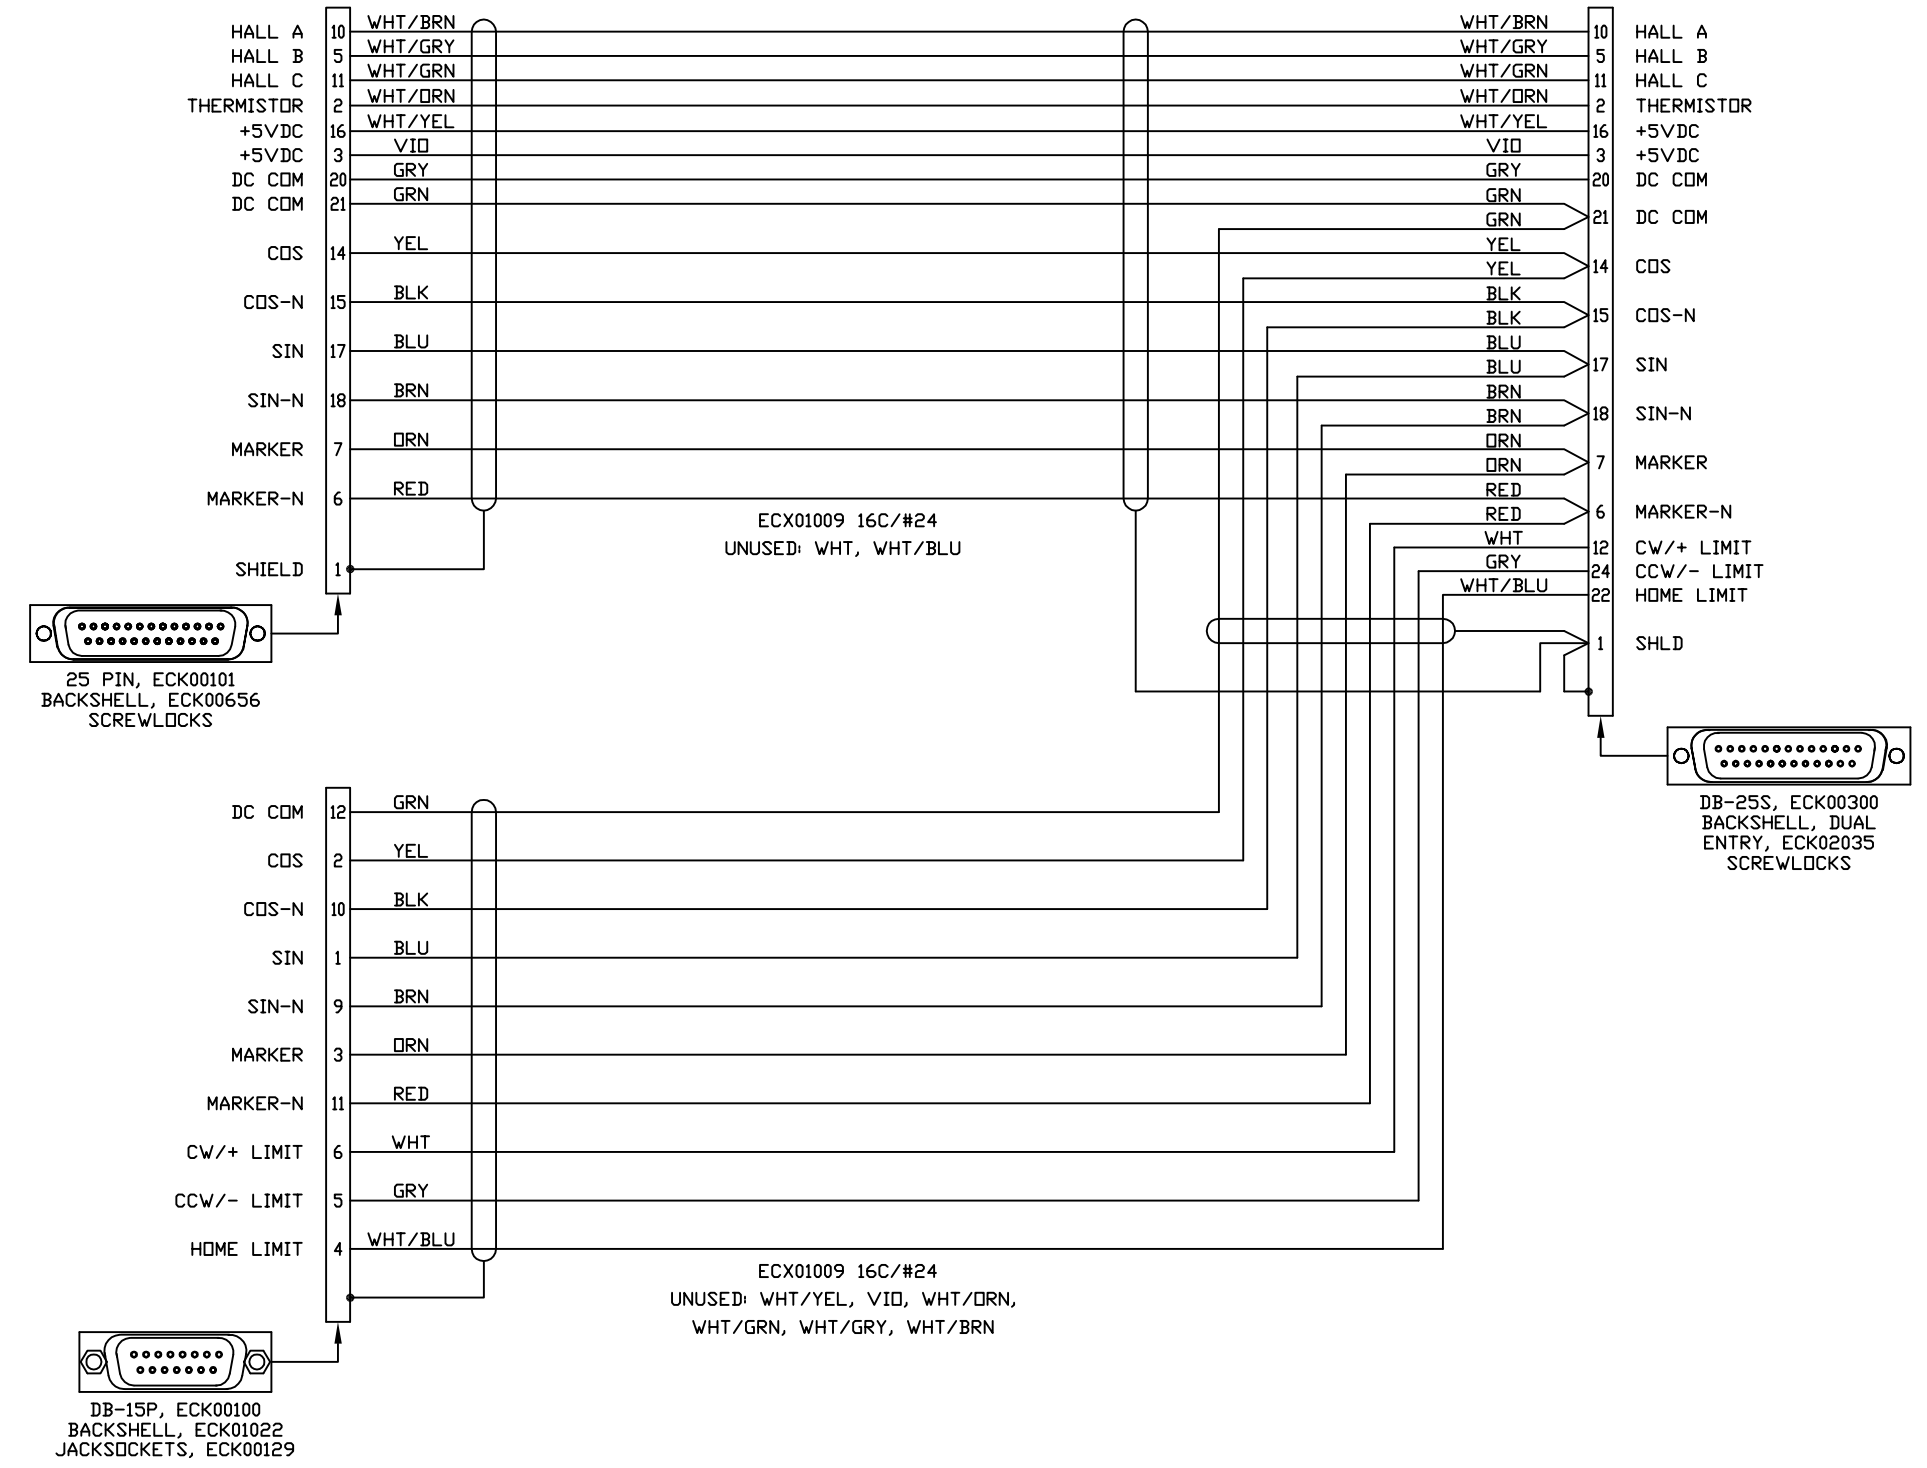 HALL A 10 WHT/BRN WHT/BRN 10 HALL A
HALL B 5 WHT/GRY WHT/GRY 5 HALL B
HALL C 11 WHT/GRN WHT/GRN 11 HALL C
THERMISTOR 2 WHT/ORN WHT/ORN 2 THERMISTOR
+5VDC 16 WHT/YEL WHT/YEL 16 +5VDC
+5VDC 3 VIO VIO 3 +5VDC
DC COM 20 GRY GRY 20 DC COM
DC COM 21 GRN GRN
GRN 21 DC COM
COS 14 YEL YEL
YEL 14 COS
COS-N 15 BLK BLK
BLK 15 COS-N
SIN 17 BLU BLU
BLU 17 SIN
SIN-N 18 BRN BRN
BRN 18 SIN-N
MARKER 7 ORN ORN
ORN 7 MARKER
MARKER-N 6 RED RED
RED 6 MARKER-N
ECX01009 16C/#24
UNUSED: WHT, WHT/BLU
WHT 12 CW/+ LIMIT
GRY 24 CCW/- LIMIT
WHT/BLU 22 HOME LIMIT
SHIELD 1
1 SHLD
25 PIN, ECK00101
BACKSHELL, ECK00656
SCREWLOCKS
DB-25S, ECK00300
BACKSHELL, DUAL
ENTRY, ECK02035
SCREWLOCKS
DC COM 12 GRN
COS 2 YEL
COS-N 10 BLK
SIN 1 BLU
SIN-N 9 BRN
MARKER 3 ORN
MARKER-N 11 RED
CW/+ LIMIT 6 WHT
CCW/- LIMIT 5 GRY
HOME LIMIT 4 WHT/BLU
ECX01009 16C/#24
UNUSED: WHT/YEL, VIO, WHT/ORN,
WHT/GRN, WHT/GRY, WHT/BRN
DB-15P, ECK00100
BACKSHELL, ECK01022
JACKSOCKETS, ECK00129